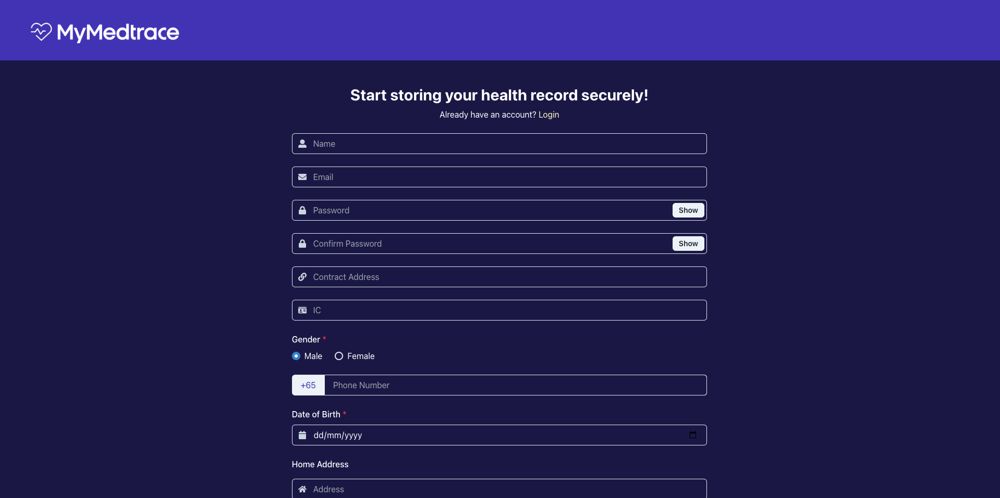 MyMedtrace
Start storing your health record securely!
Already have an account? Login
Name
Email
Password Show
Confirm Password Show
Contract Address
IC
Gender *
Male Female
+65 Phone Number
Date of Birth *
dd/mm/yyyy
Home Address
Address